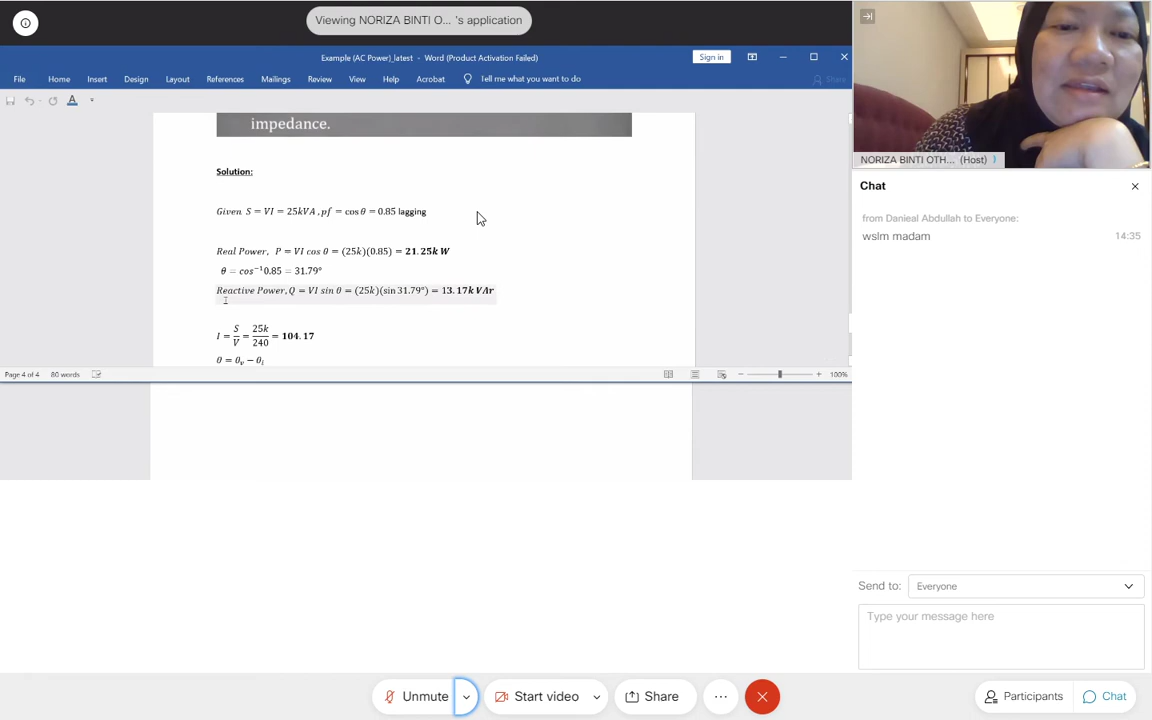 Viewing NORIZA BINTI O... 's application
Example (AC Power)_latest - Word (Product Activation Failed)
Sign in
File Home Insert Design Layout References Mailings Review View Help Acrobat Tell me what you want to do Share
impedance.
Solution:
Given S = VI = 25kVA , pf = cos θ = 0.85 lagging
Real Power, P = VI cos θ = (25k)(0.85) = 21.25k W
θ = cos⁻¹0.85 = 31.79°
Reactive Power, Q = VI sin θ = (25k)(sin 31.79°) = 13.17k VAr
I = S/V = 25k/240 = 104.17
θ = θv − θi
Page 4 of 4 80 words
100%
NORIZA BINTI OTH... (Host)
Chat
from Danieal Abdullah to Everyone:
wslm madam 14:35
Send to: Everyone
Type your message here
Unmute Start video Share Participants Chat